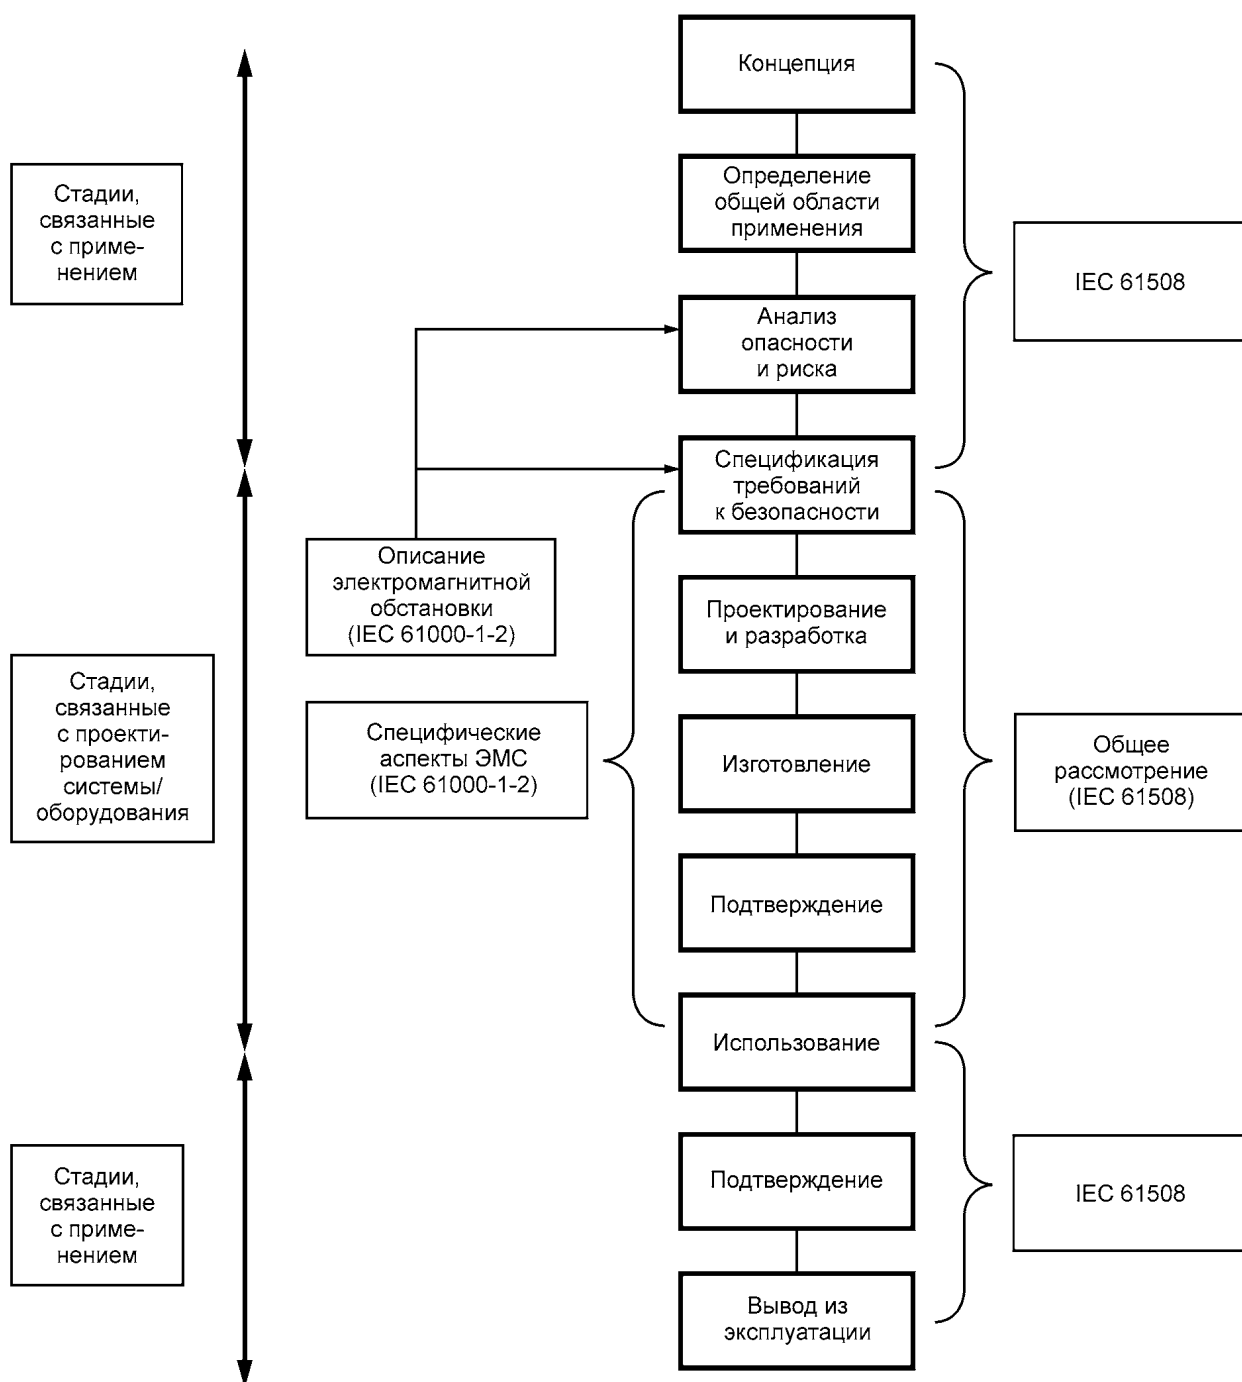 Концепция
Определение
общей области
применения
Стадии,
связанные
с приме-
нением
IEC 61508
Анализ
опасности
и риска
Спецификация
требований
к безопасности
Описание
электромагнитной
обстановки
(IEC 61000-1-2)
Проектирование
и разработка
Стадии,
связанные
с проекти-
рованием
системы/
оборудования
Специфические
аспекты ЭМС
(IEC 61000-1-2)
Изготовление
Общее
рассмотрение
(IEC 61508)
Подтверждение
Использование
Стадии,
связанные
с приме-
нением
Подтверждение
IEC 61508
Вывод из
эксплуатации